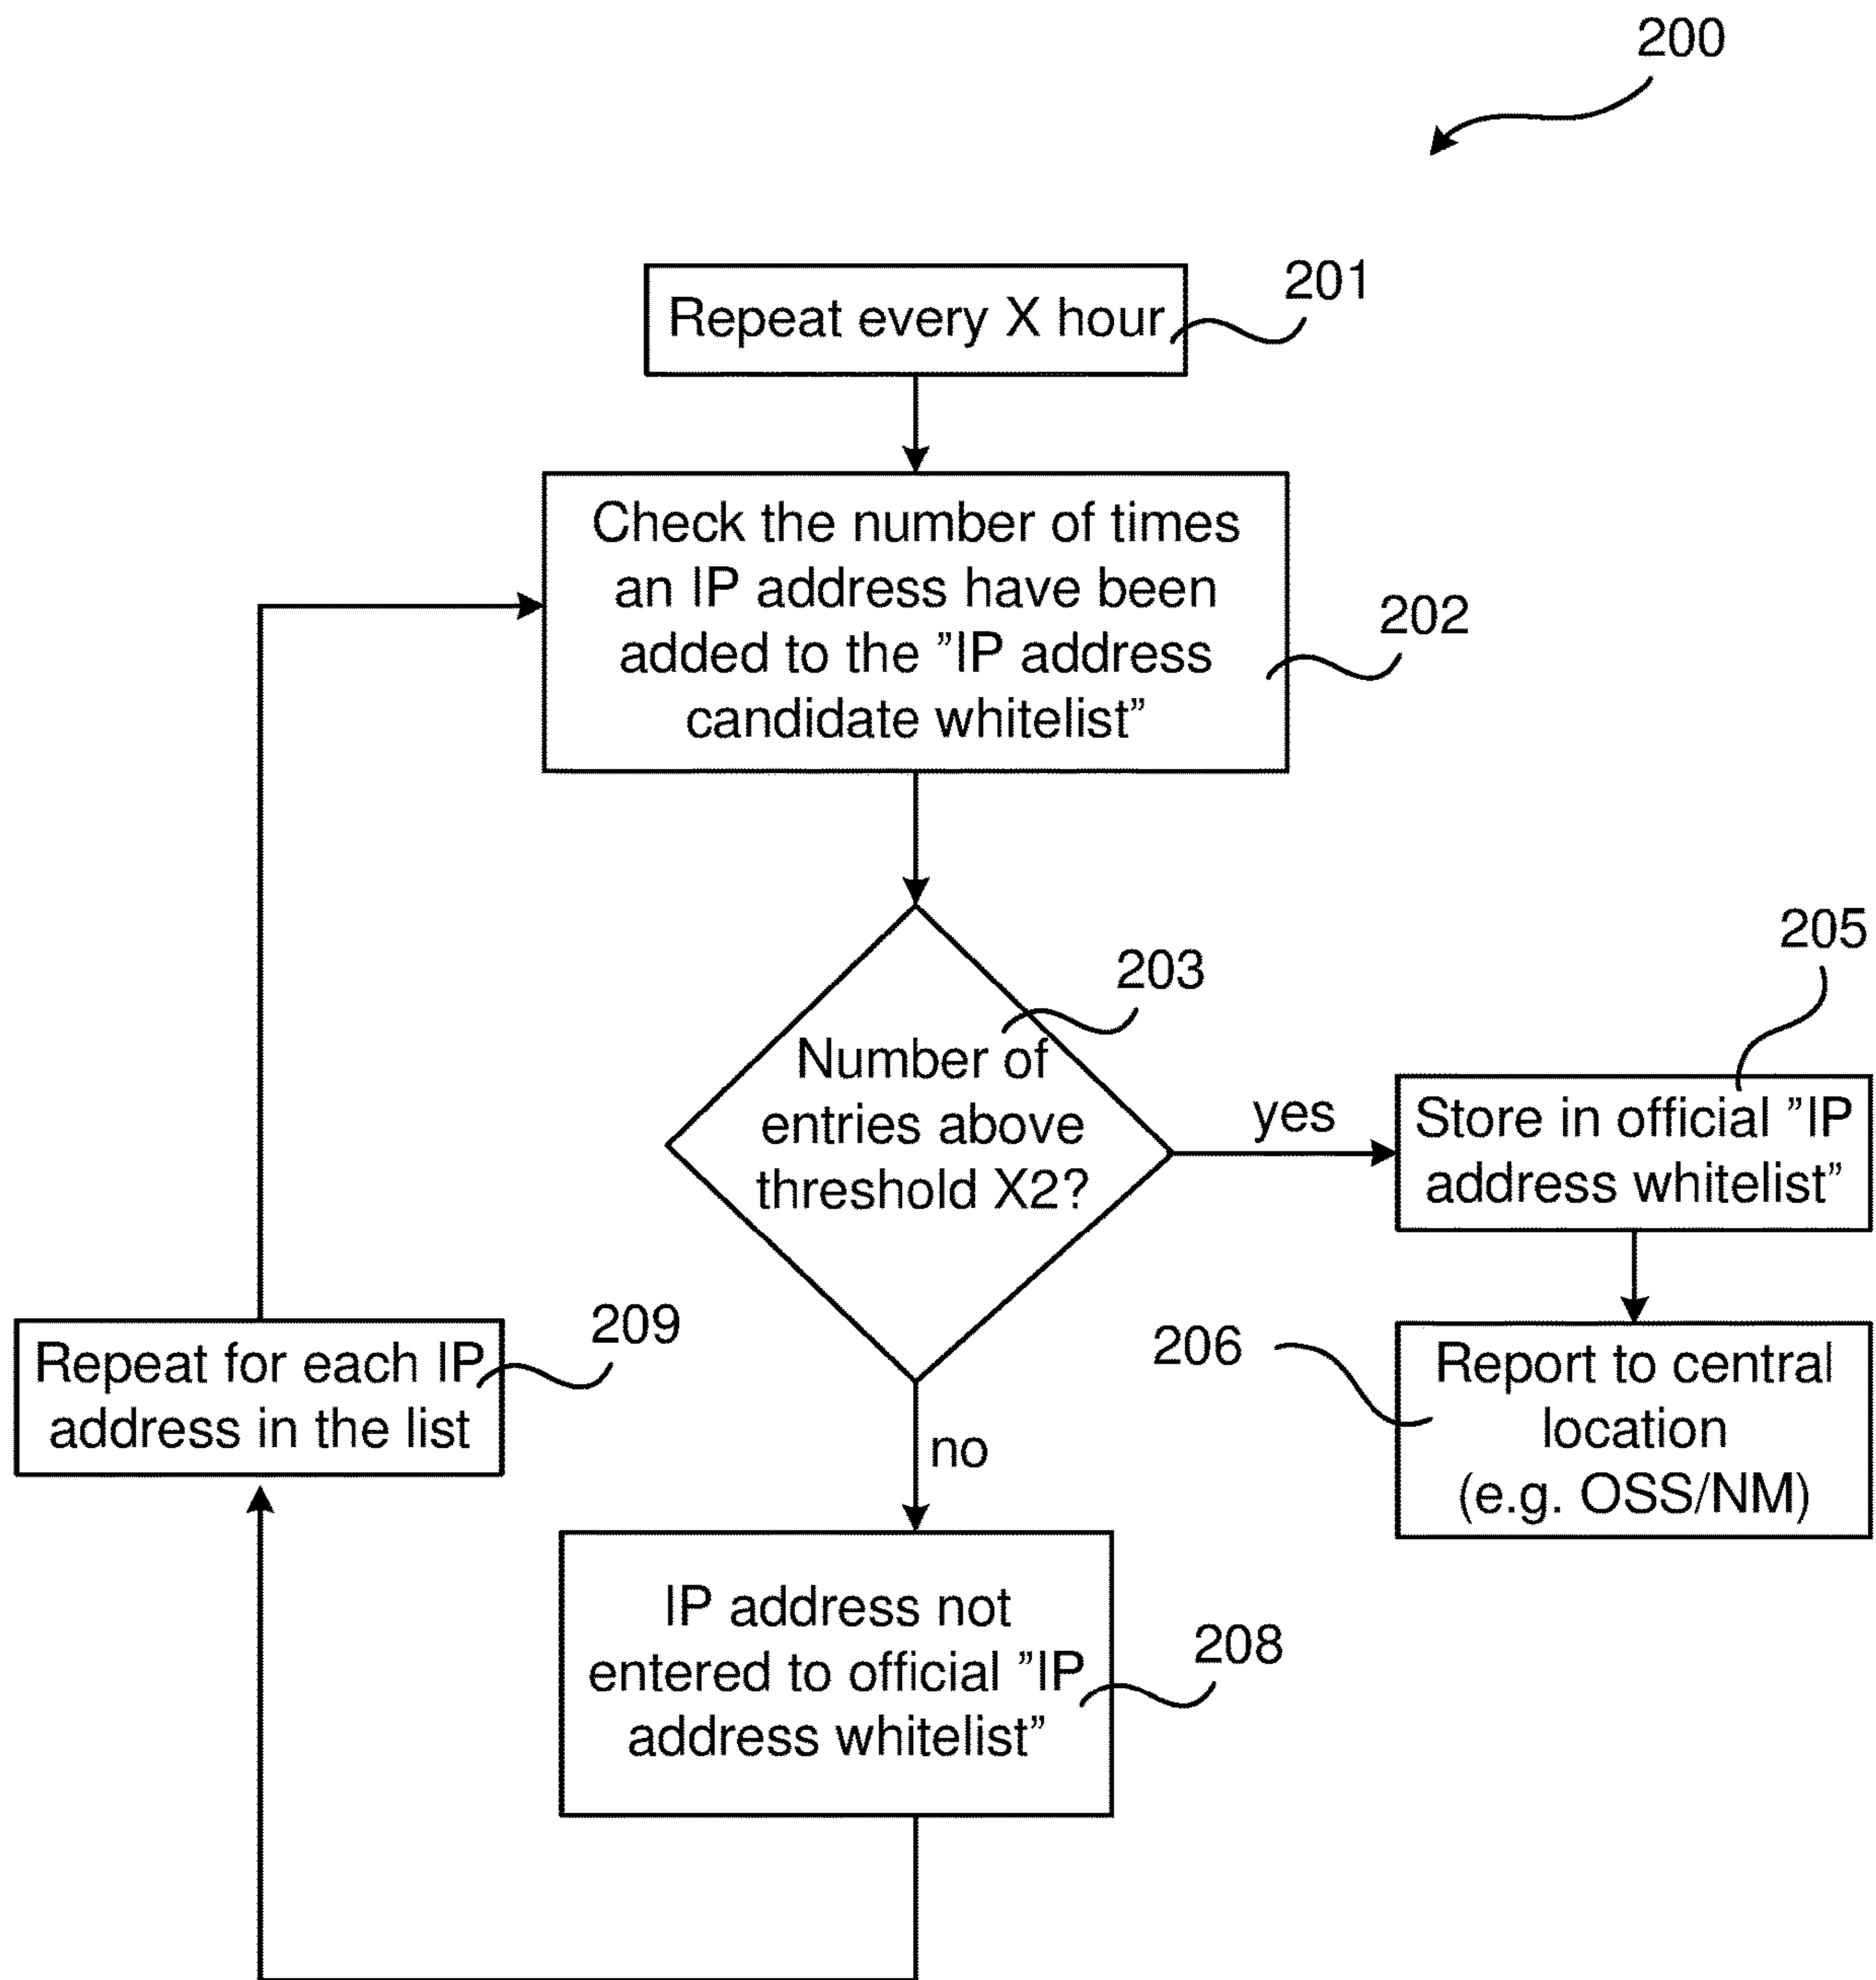 200
Repeat every X hour
201
Check the number of times
an IP address have been
added to the ”IP address
candidate whitelist”
202
203
Number of
entries above
threshold X2?
yes
205
Store in official ”IP
address whitelist”
206
Report to central
location
(e.g. OSS/NM)
209
Repeat for each IP
address in the list
no
IP address not
entered to official ”IP
address whitelist”
208